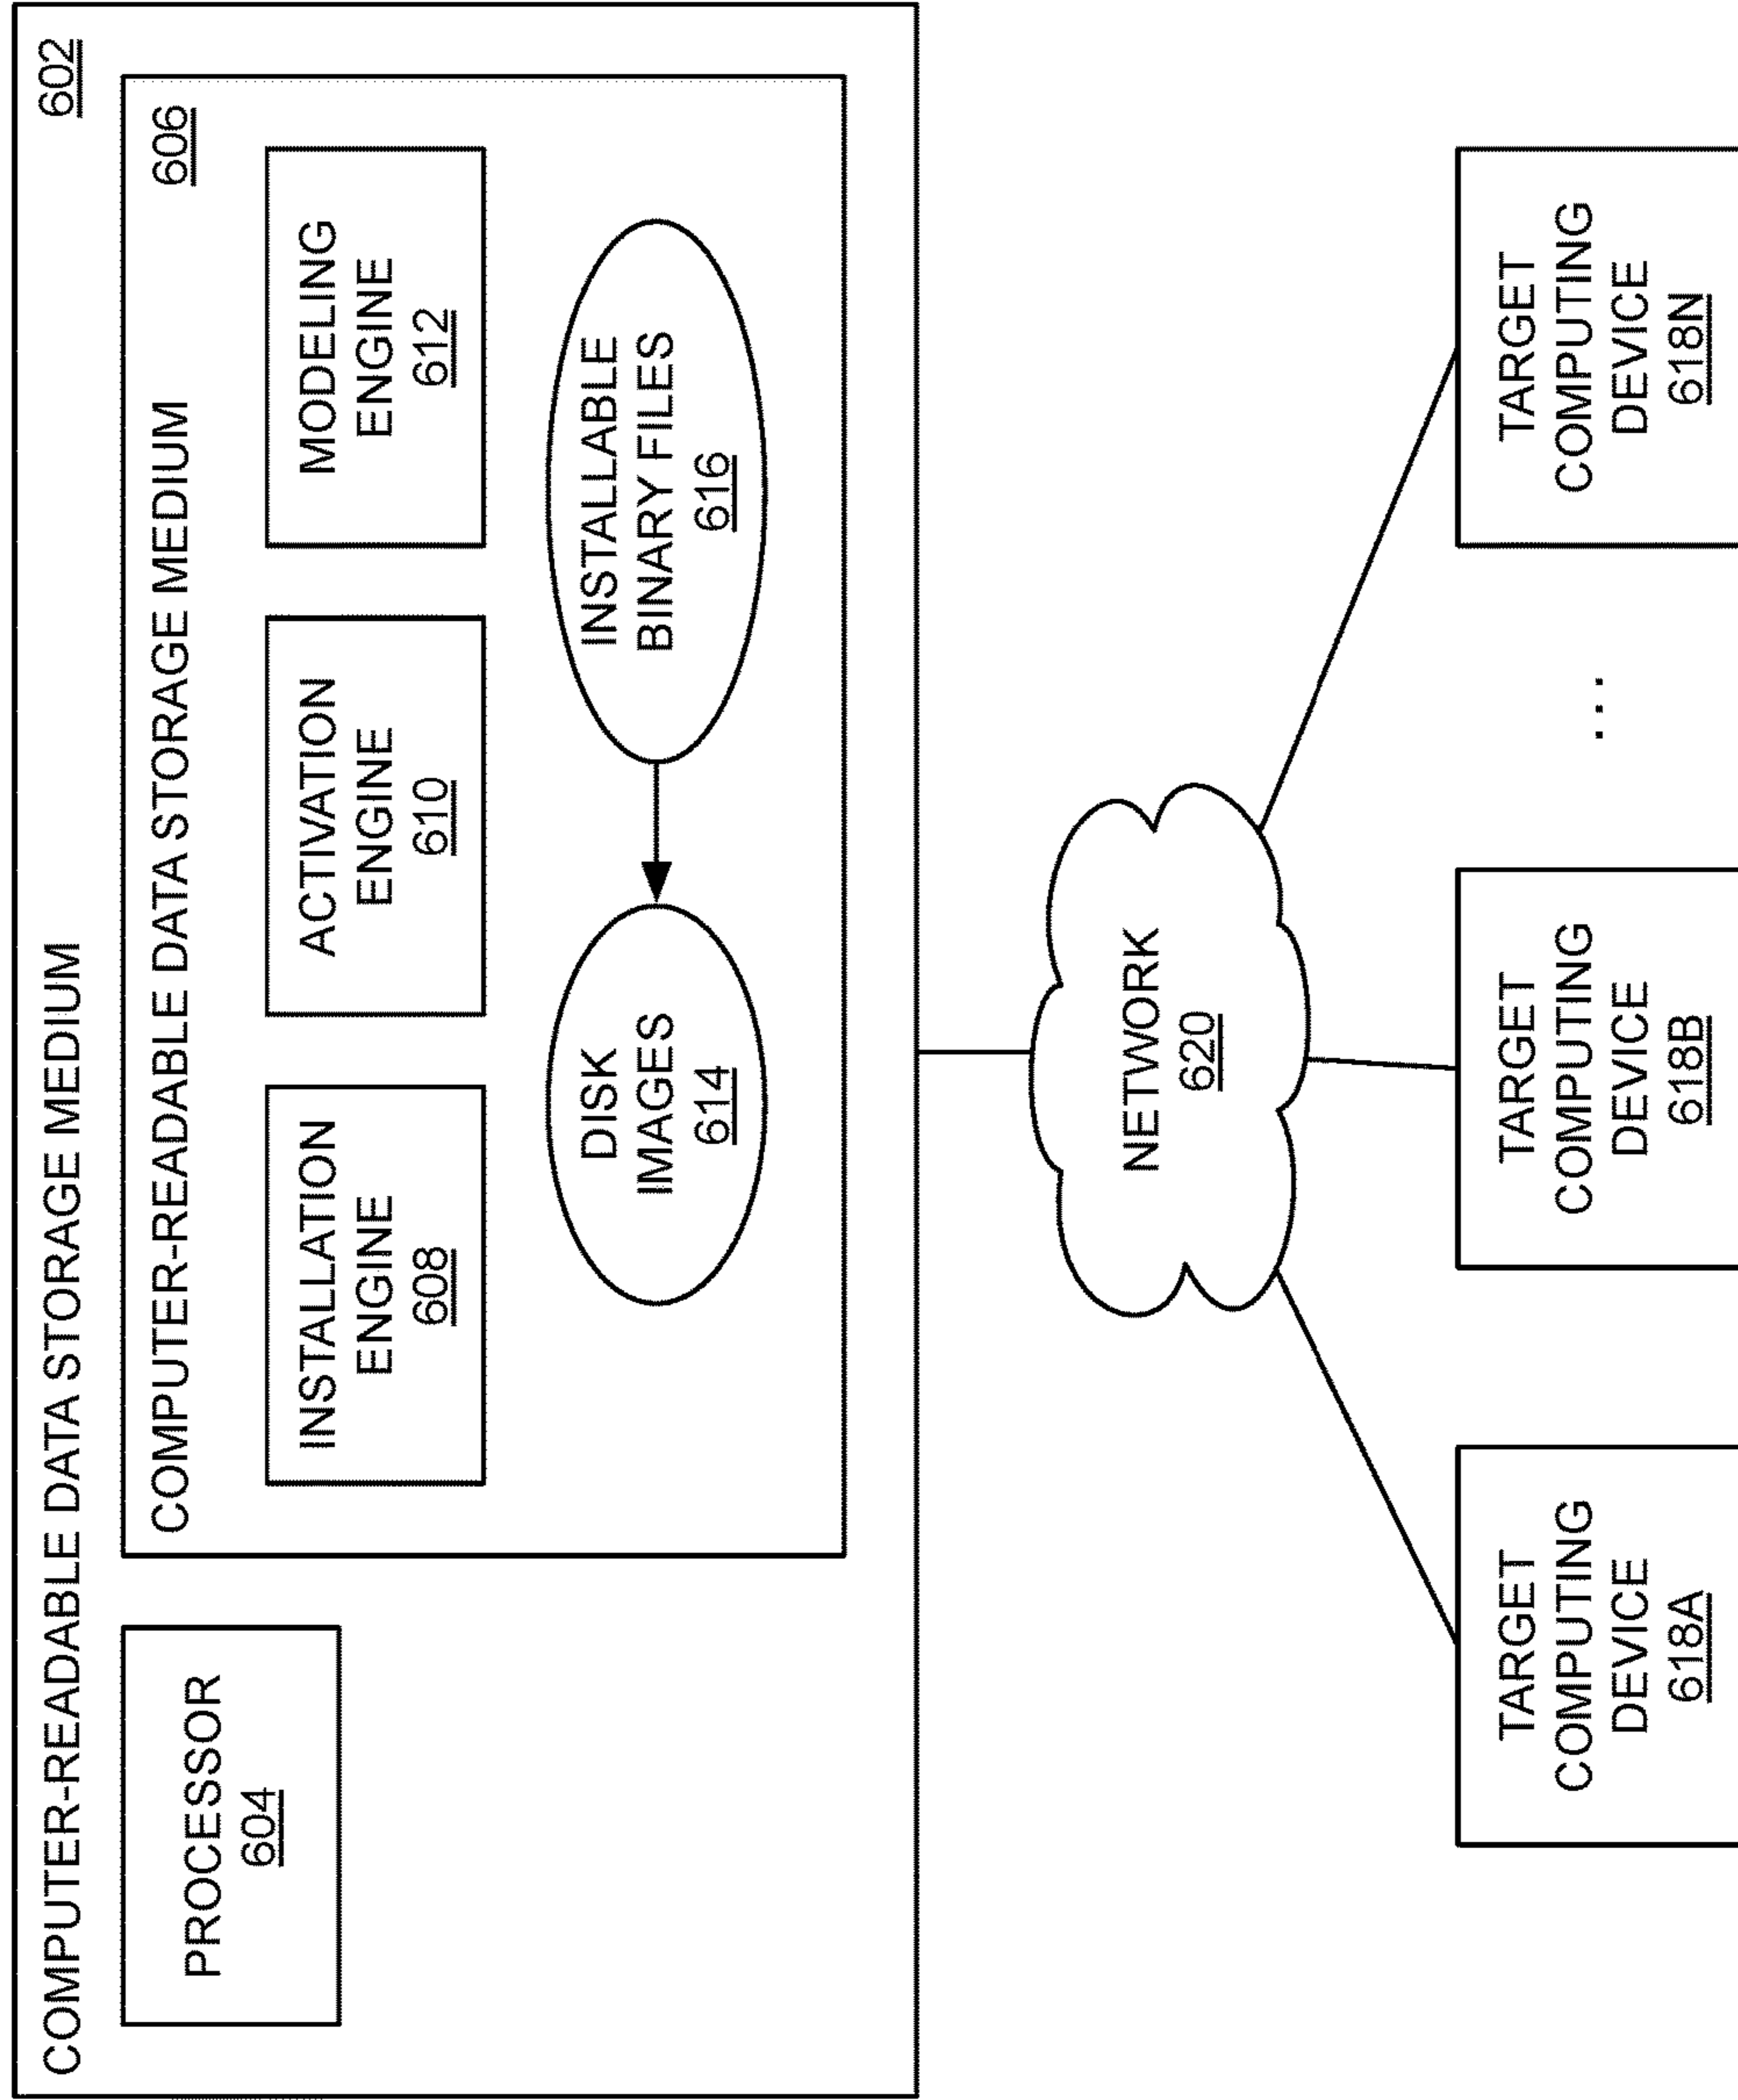 COMPUTER-READABLE DATA STORAGE MEDIUM 602
PROCESSOR
604
COMPUTER-READABLE DATA STORAGE MEDIUM 606
INSTALLATION
ENGINE
608
ACTIVATION
ENGINE
610
MODELING
ENGINE
612
DISK
IMAGES
614
INSTALLABLE
BINARY FILES
616
NETWORK
620
TARGET
COMPUTING
DEVICE
618A
TARGET
COMPUTING
DEVICE
618B
...
TARGET
COMPUTING
DEVICE
618N